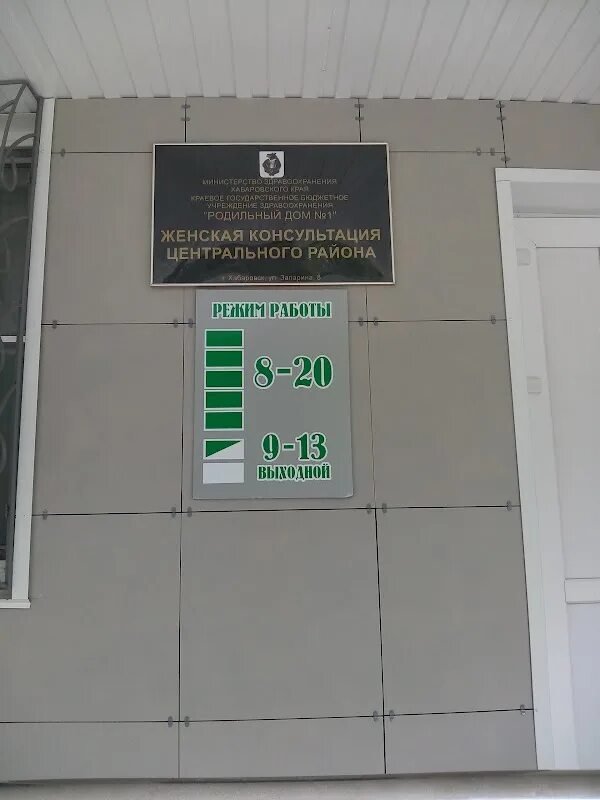 МИНИСТЕРСТВО ЗДРАВООХРАНЕНИЯ
ХАБАРОВСКОГО КРАЯ
КРАЕВОЕ ГОСУДАРСТВЕННОЕ БЮДЖЕТНОЕ
УЧРЕЖДЕНИЕ ЗДРАВООХРАНЕНИЯ
"РОДИЛЬНЫЙ ДОМ №1"
ЖЕНСКАЯ КОНСУЛЬТАЦИЯ
ЦЕНТРАЛЬНОГО РАЙОНА
г. Хабаровск, ул. Запарина, 8
РЕЖИМ РАБОТЫ
8-20
9-13
ВЫХОДНОЙ